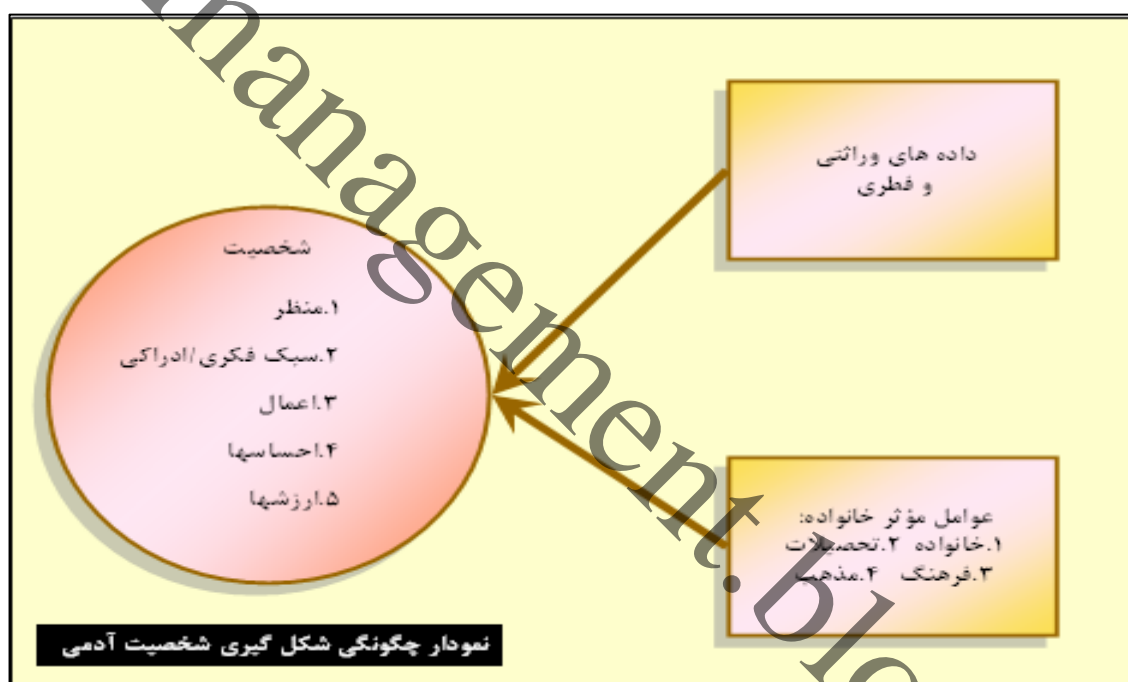 داده های وراثتی
و فطری
شخصیت
۱.منظر
۲.سبک فکری/ادراکی
۳.اعمال
۴.احساسها
۵.ارزشها
عوامل مؤثر خانواده:
۱.خانواده ۲.تحصیلات
۳.فرهنگ ۴.مذهب
نمودار چگونگی شکل گیری شخصیت آدمی
management.blo